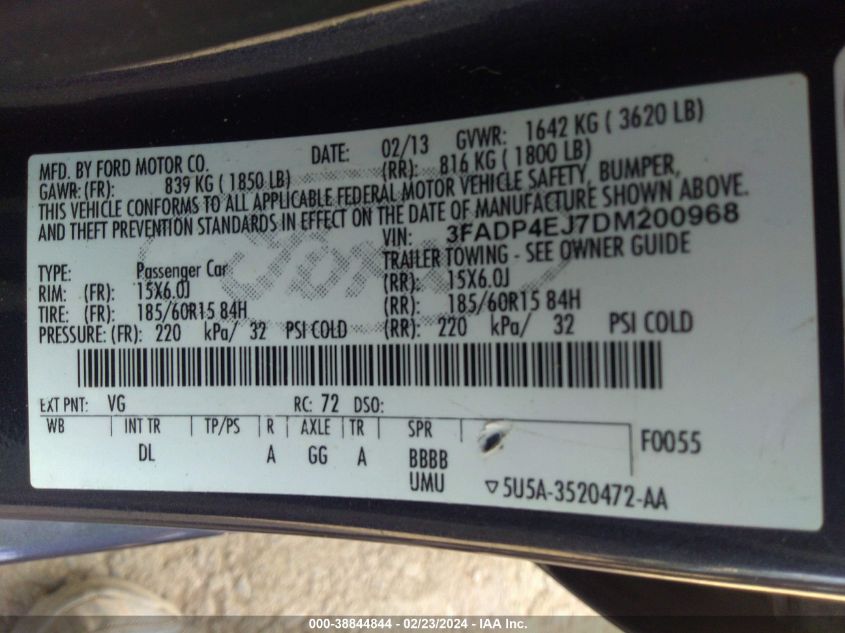 MFD. BY FORD MOTOR CO. DATE: 02/13 GVWR: 1642 KG ( 3620 LB)
GAWR: (FR): 839 KG ( 1850 LB) (RR): 816 KG ( 1800 LB)
THIS VEHICLE CONFORMS TO ALL APPLICABLE FEDERAL MOTOR VEHICLE SAFETY, BUMPER,
AND THEFT PREVENTION STANDARDS IN EFFECT ON THE DATE OF MANUFACTURE SHOWN ABOVE.
VIN: 3FADP4EJ7DM200968
TYPE: Passenger Car TRAILER TOWING - SEE OWNER GUIDE
RIM: (FR): 15X6.0J (RR): 15X6.0J
TIRE: (FR): 185/60R15 84H (RR): 185/60R15 84H
PRESSURE: (FR): 220 kPa/ 32 PSI COLD (RR): 220 kPa/ 32 PSI COLD
EXT PNT: VG RC: 72 DSO:
WB INT TR TP/PS R AXLE TR SPR F0055
DL A GG A BBBB
UMU ▽5U5A-3520472-AA
Ford
000-38844844 - 02/23/2024 - IAA Inc.